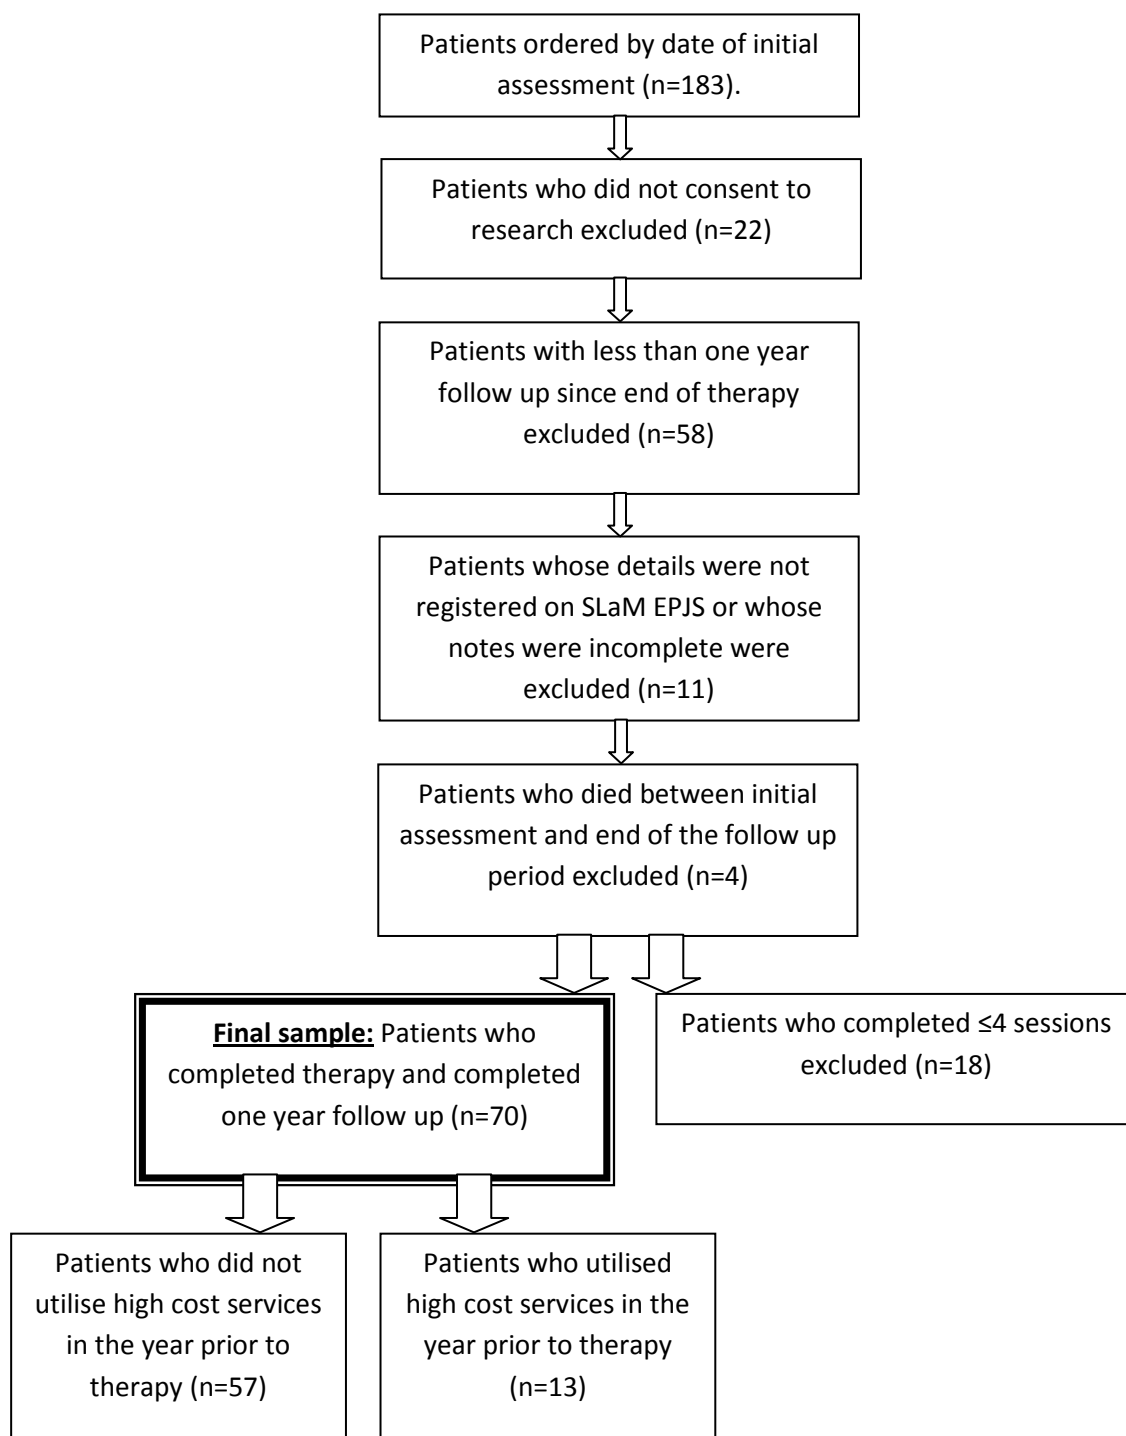 Patients ordered by date of initial
assessment (n=183).
Patients who did not consent to
research excluded (n=22)
Patients with less than one year
follow up since end of therapy
excluded (n=58)
Patients whose details were not
registered on SLaM EPJS or whose
notes were incomplete were
excluded (n=11)
Patients who died between initial
assessment and end of the follow up
period excluded (n=4)
Final sample: Patients who
completed therapy and completed
one year follow up (n=70)
Patients who completed ≤4 sessions
excluded (n=18)
Patients who did not
utilise high cost services
in the year prior to
therapy (n=57)
Patients who utilised
high cost services in the
year prior to therapy
(n=13)